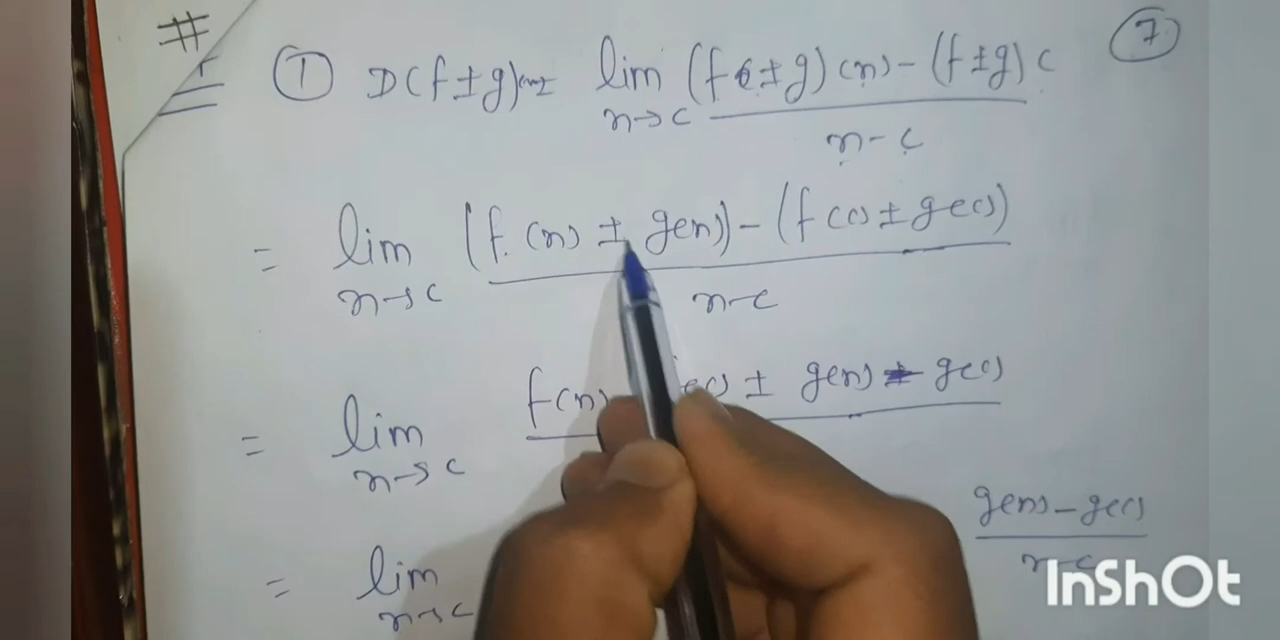 # ① D(f±g) = lim (f ± g)(n) - (f ± g) c ⑦
n→c n-c
= lim (f(n) ± g(n)) - (f(c) ± g(c))
n→c n-c
= lim f(n) ± g(n) - g(c)
n→c
g(n) - g(c)
= lim n-c
n→c
InShOt